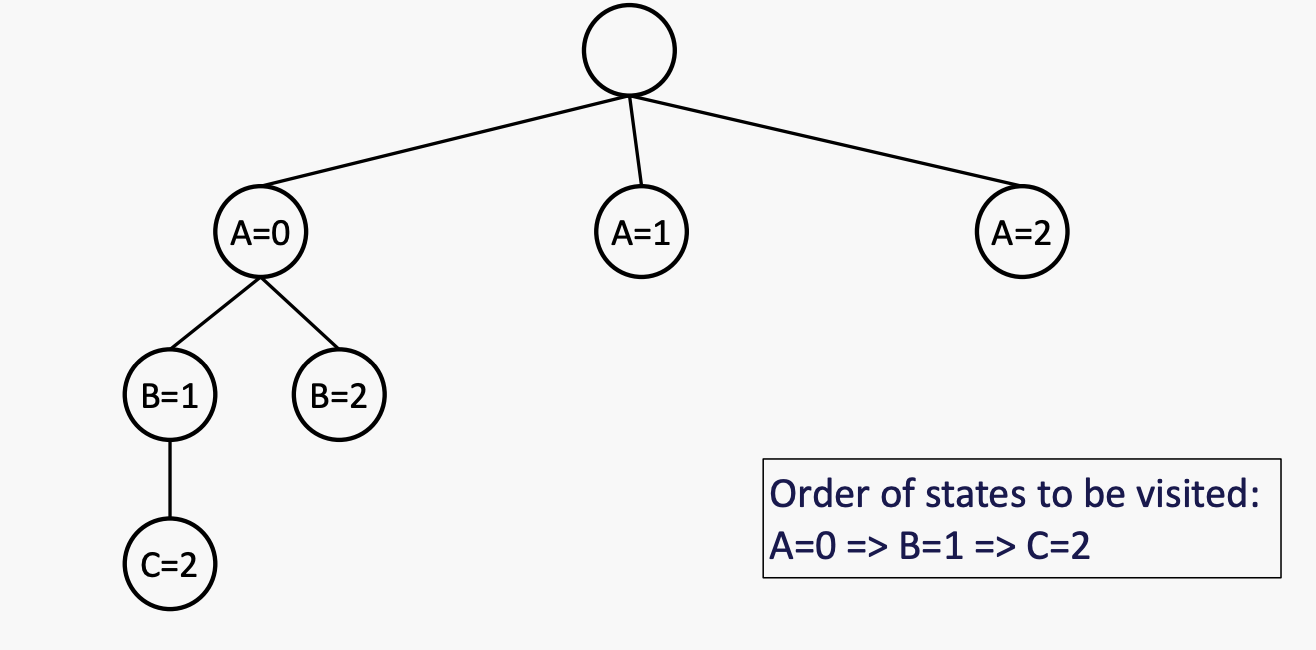 A=0
A=1
A=2
B=1
B=2
C=2
Order of states to be visited:
A=0 => B=1 => C=2